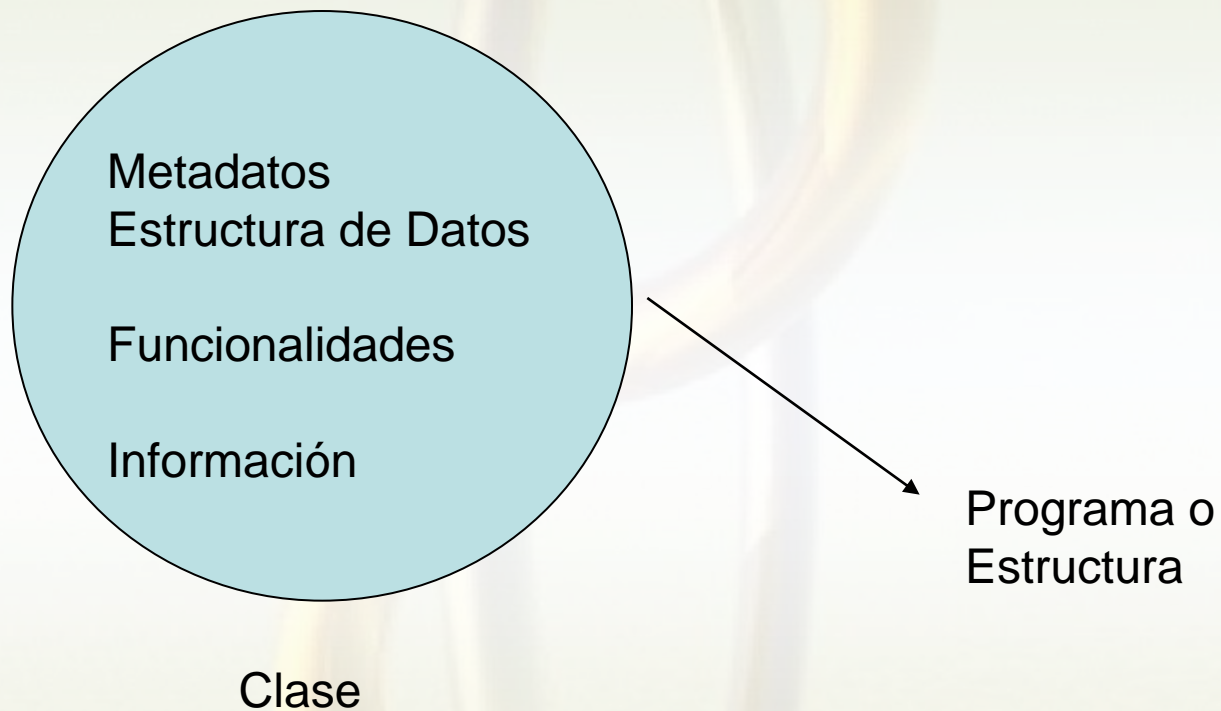 Metadatos
Estructura de Datos
Funcionalidades
Información
Programa o
Estructura
Clase